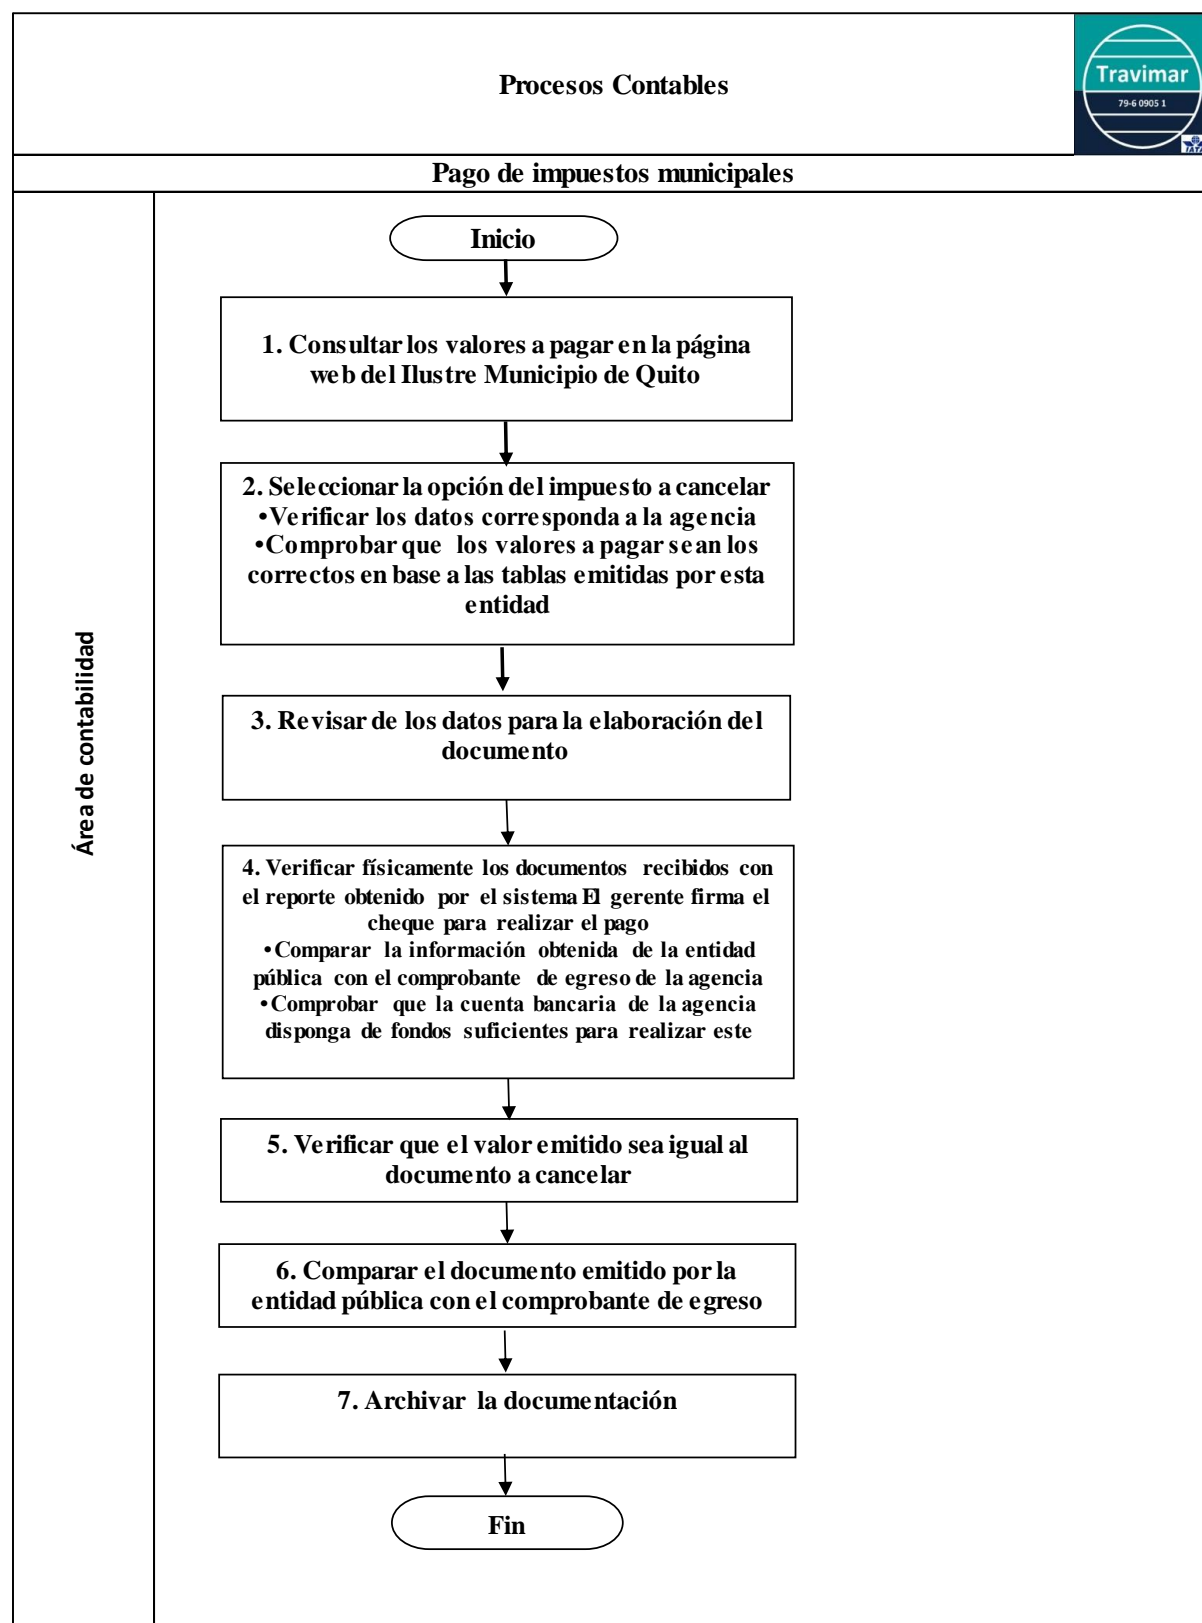 Procesos Contables
Travimar
79-6 0905 1
IATA
Pago de impuestos municipales
Área de contabilidad
Inicio
1. Consultar los valores a pagar en la página
web del Ilustre Municipio de Quito
2. Seleccionar la opción del impuesto a cancelar
•Verificar los datos corresponda a la agencia
•Comprobar que los valores a pagar sean los
correctos en base a las tablas emitidas por esta
entidad
3. Revisar de los datos para la elaboración del
documento
4. Verificar físicamente los documentos recibidos con
el reporte obtenido por el sistema El gerente firma el
cheque para realizar el pago
•Comparar la información obtenida de la entidad
pública con el comprobante de egreso de la agencia
•Comprobar que la cuenta bancaria de la agencia
disponga de fondos suficientes para realizar este
5. Verificar que el valor emitido sea igual al
documento a cancelar
6. Comparar el documento emitido por la
entidad pública con el comprobante de egreso
7. Archivar la documentación
Fin